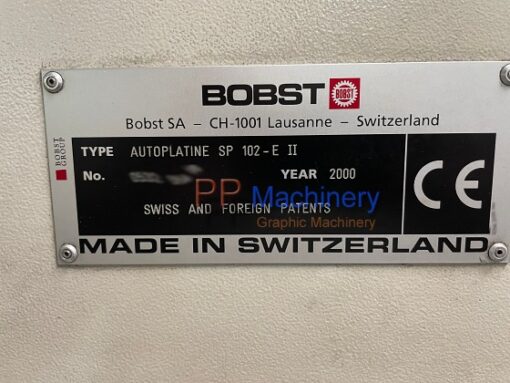 BOBST BOBST
Bobst SA – CH-1001 Lausanne – Switzerland
BOBST GROUP
TYPE AUTOPLATINE SP 102-E II
No. YEAR 2000
PP Machinery
SWISS AND FOREIGN PATENTS
Graphic Machinery
CE
MADE IN SWITZERLAND